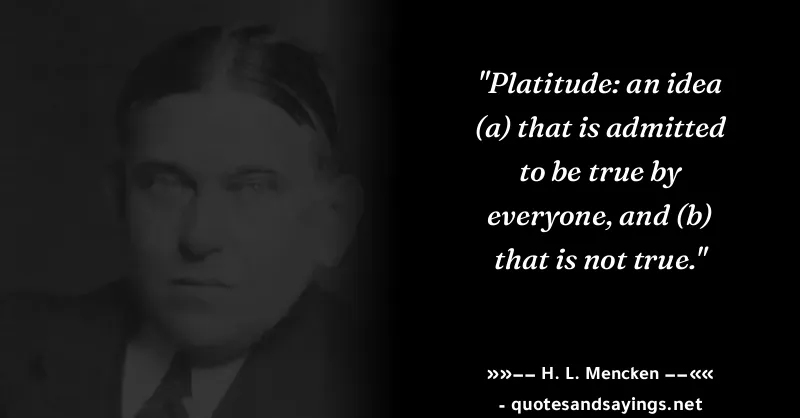 "Platitude: an idea
(a) that is admitted
to be true by
everyone, and (b)
that is not true."
»»–– H. L. Mencken ––««
- quotesandsayings.net